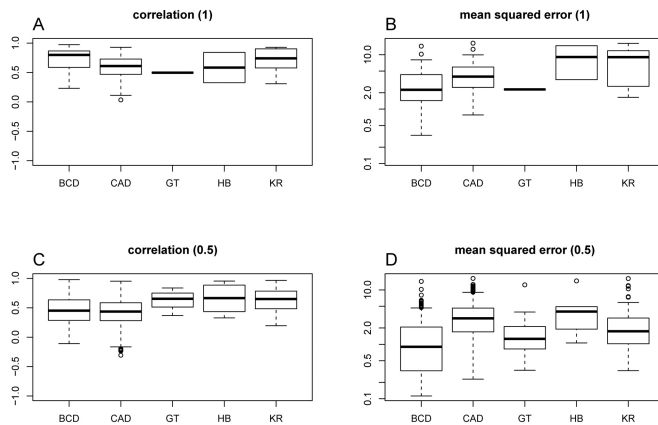 A
correlation (1)
1.0
0.5
0.0
−0.5
−1.0
BCD CAD GT HB KR
B
mean squared error (1)
10.0
2.0
0.5
0.1
BCD CAD GT HB KR
C
correlation (0.5)
1.0
0.5
0.0
−0.5
−1.0
BCD CAD GT HB KR
D
mean squared error (0.5)
10.0
2.0
0.5
0.1
BCD CAD GT HB KR